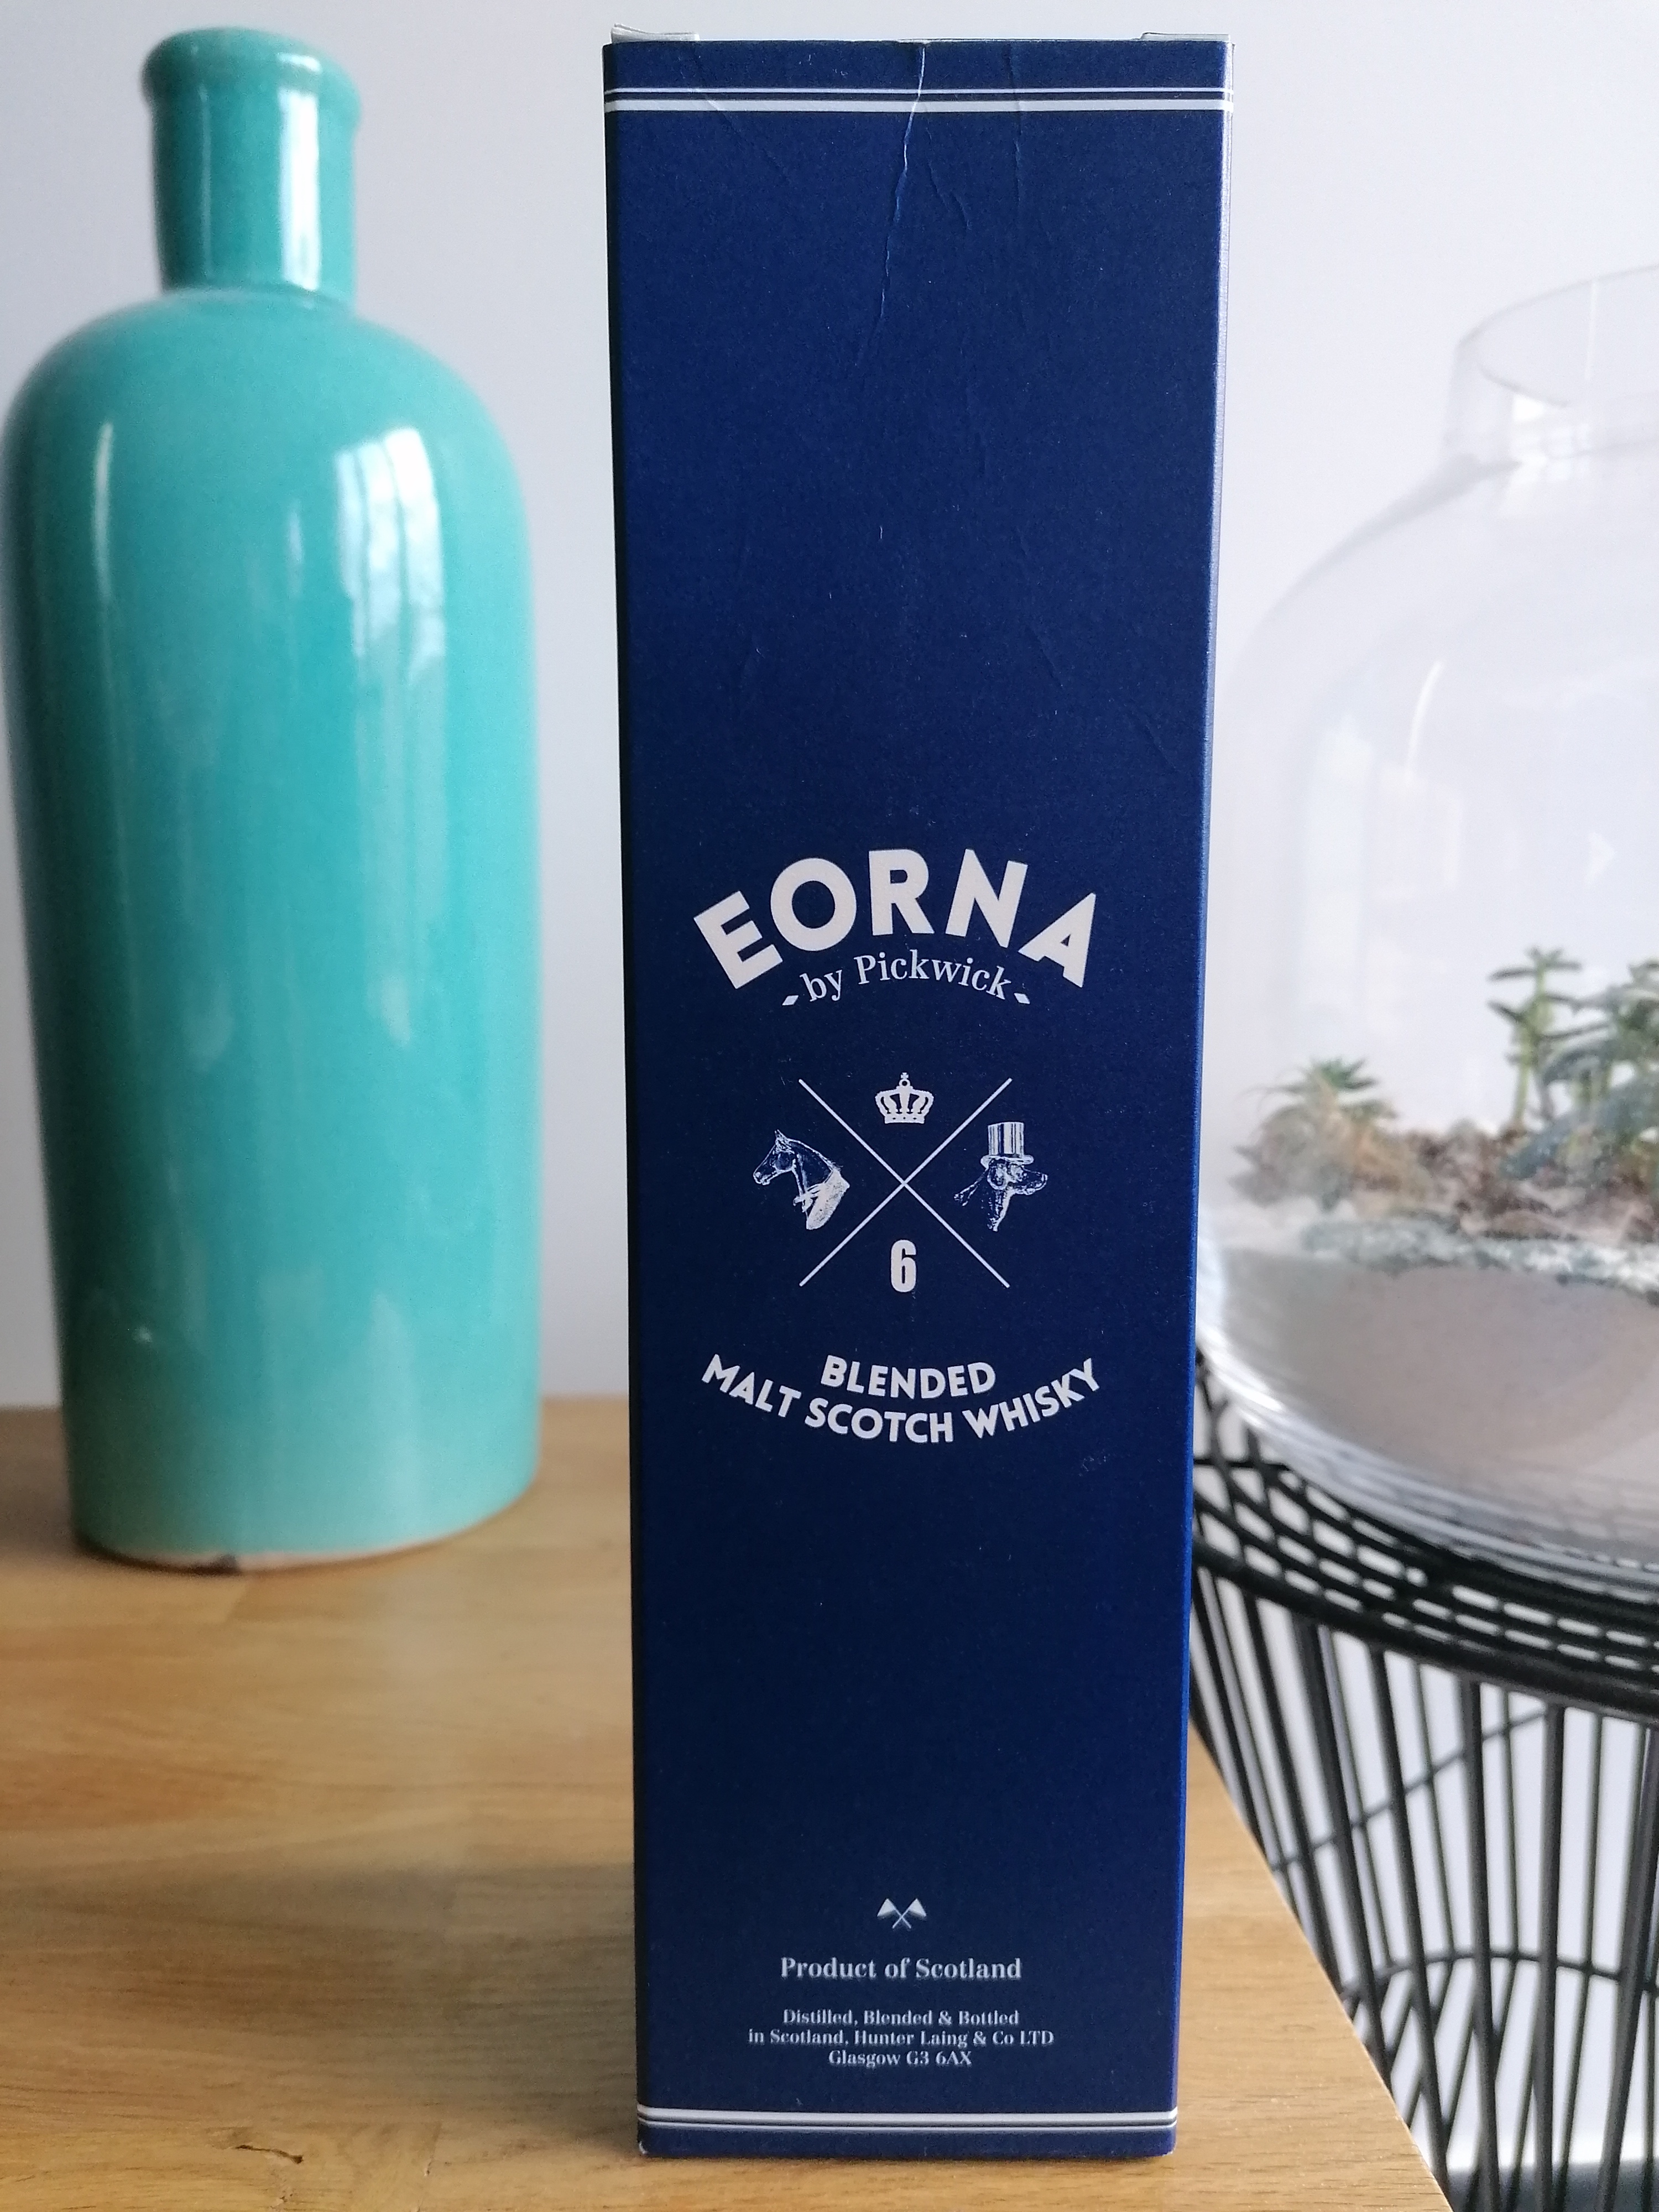 EORNA
by Pickwick
6
BLENDED
MALT SCOTCH WHISKY
Product of Scotland
Distilled, Blended & Bottled
in Scotland, Hunter Laing & Co LTD
Glasgow G3 6AX